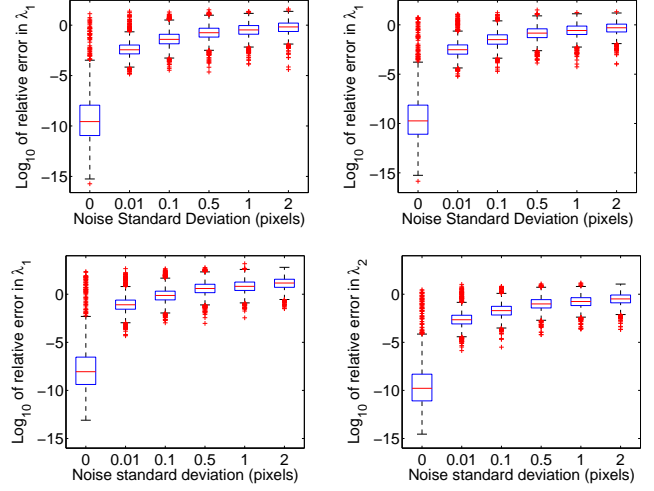 Log10 of relative error in λ1
0
−5
−10
−15
0 0.01 0.1 0.5 1 2
Noise Standard Deviation (pixels)
Log10 of relative error in λ1
0
−5
−10
−15
0 0.01 0.1 0.5 1 2
Noise Standard Deviation (pixels)
Log10 of relative error in λ1
0
−5
−10
−15
0 0.01 0.1 0.5 1 2
Noise standard deviation (pixels)
Log10 of relative error in λ2
0
−5
−10
−15
0 0.01 0.1 0.5 1 2
Noise standard deviation (pixels)